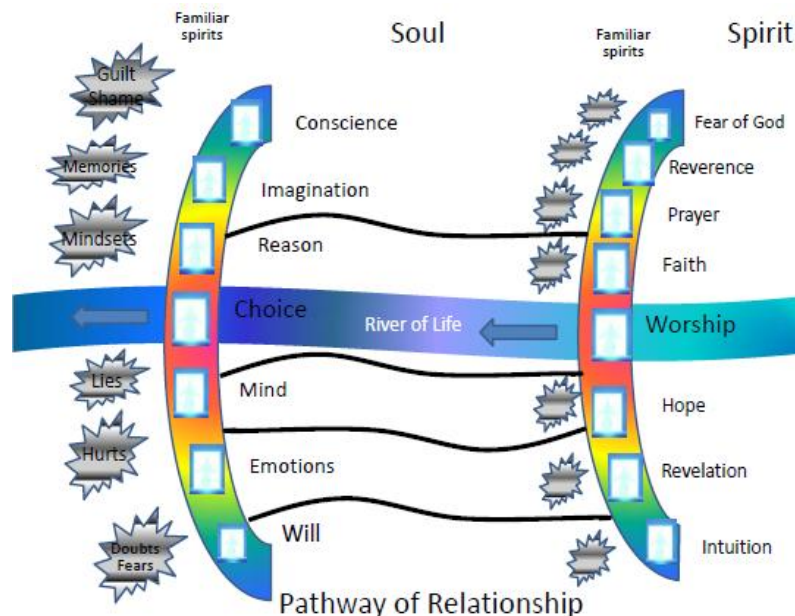 Familiar
spirits
Soul
Familiar
spirits
Spirit
Guilt
Shame
Conscience
Fear of God
Memories
Imagination
Reverence
Mindsets
Reason
Prayer
Faith
Choice
River of Life
Worship
Lies
Mind
Hope
Hurts
Emotions
Revelation
Doubts
Fears
Will
Intuition
Pathway of Relationship